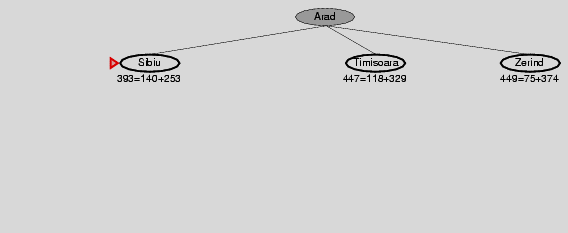 Arad
Sibiu Timisoara Zerind
393=140+253 447=118+329 449=75+374